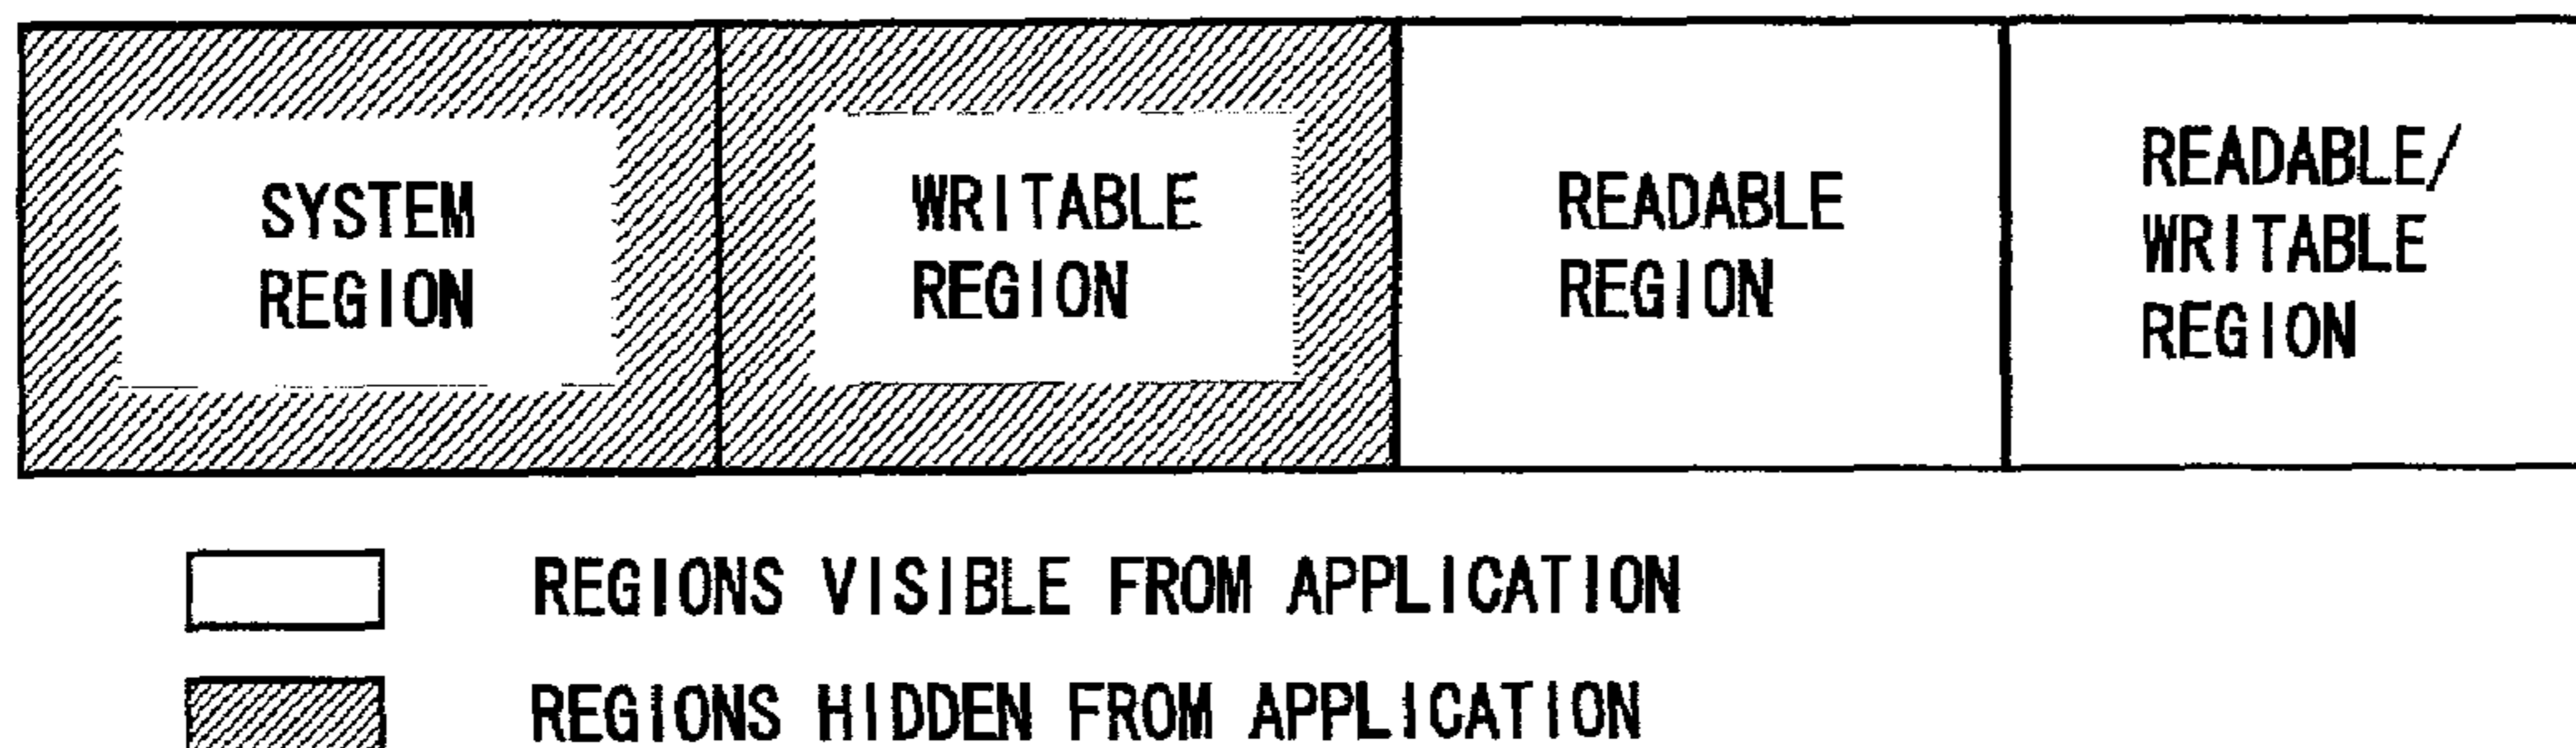 SYSTEM
REGION
WRITABLE
REGION
READABLE
REGION
READABLE/
WRITABLE
REGION
REGIONS VISIBLE FROM APPLICATION
REGIONS HIDDEN FROM APPLICATION